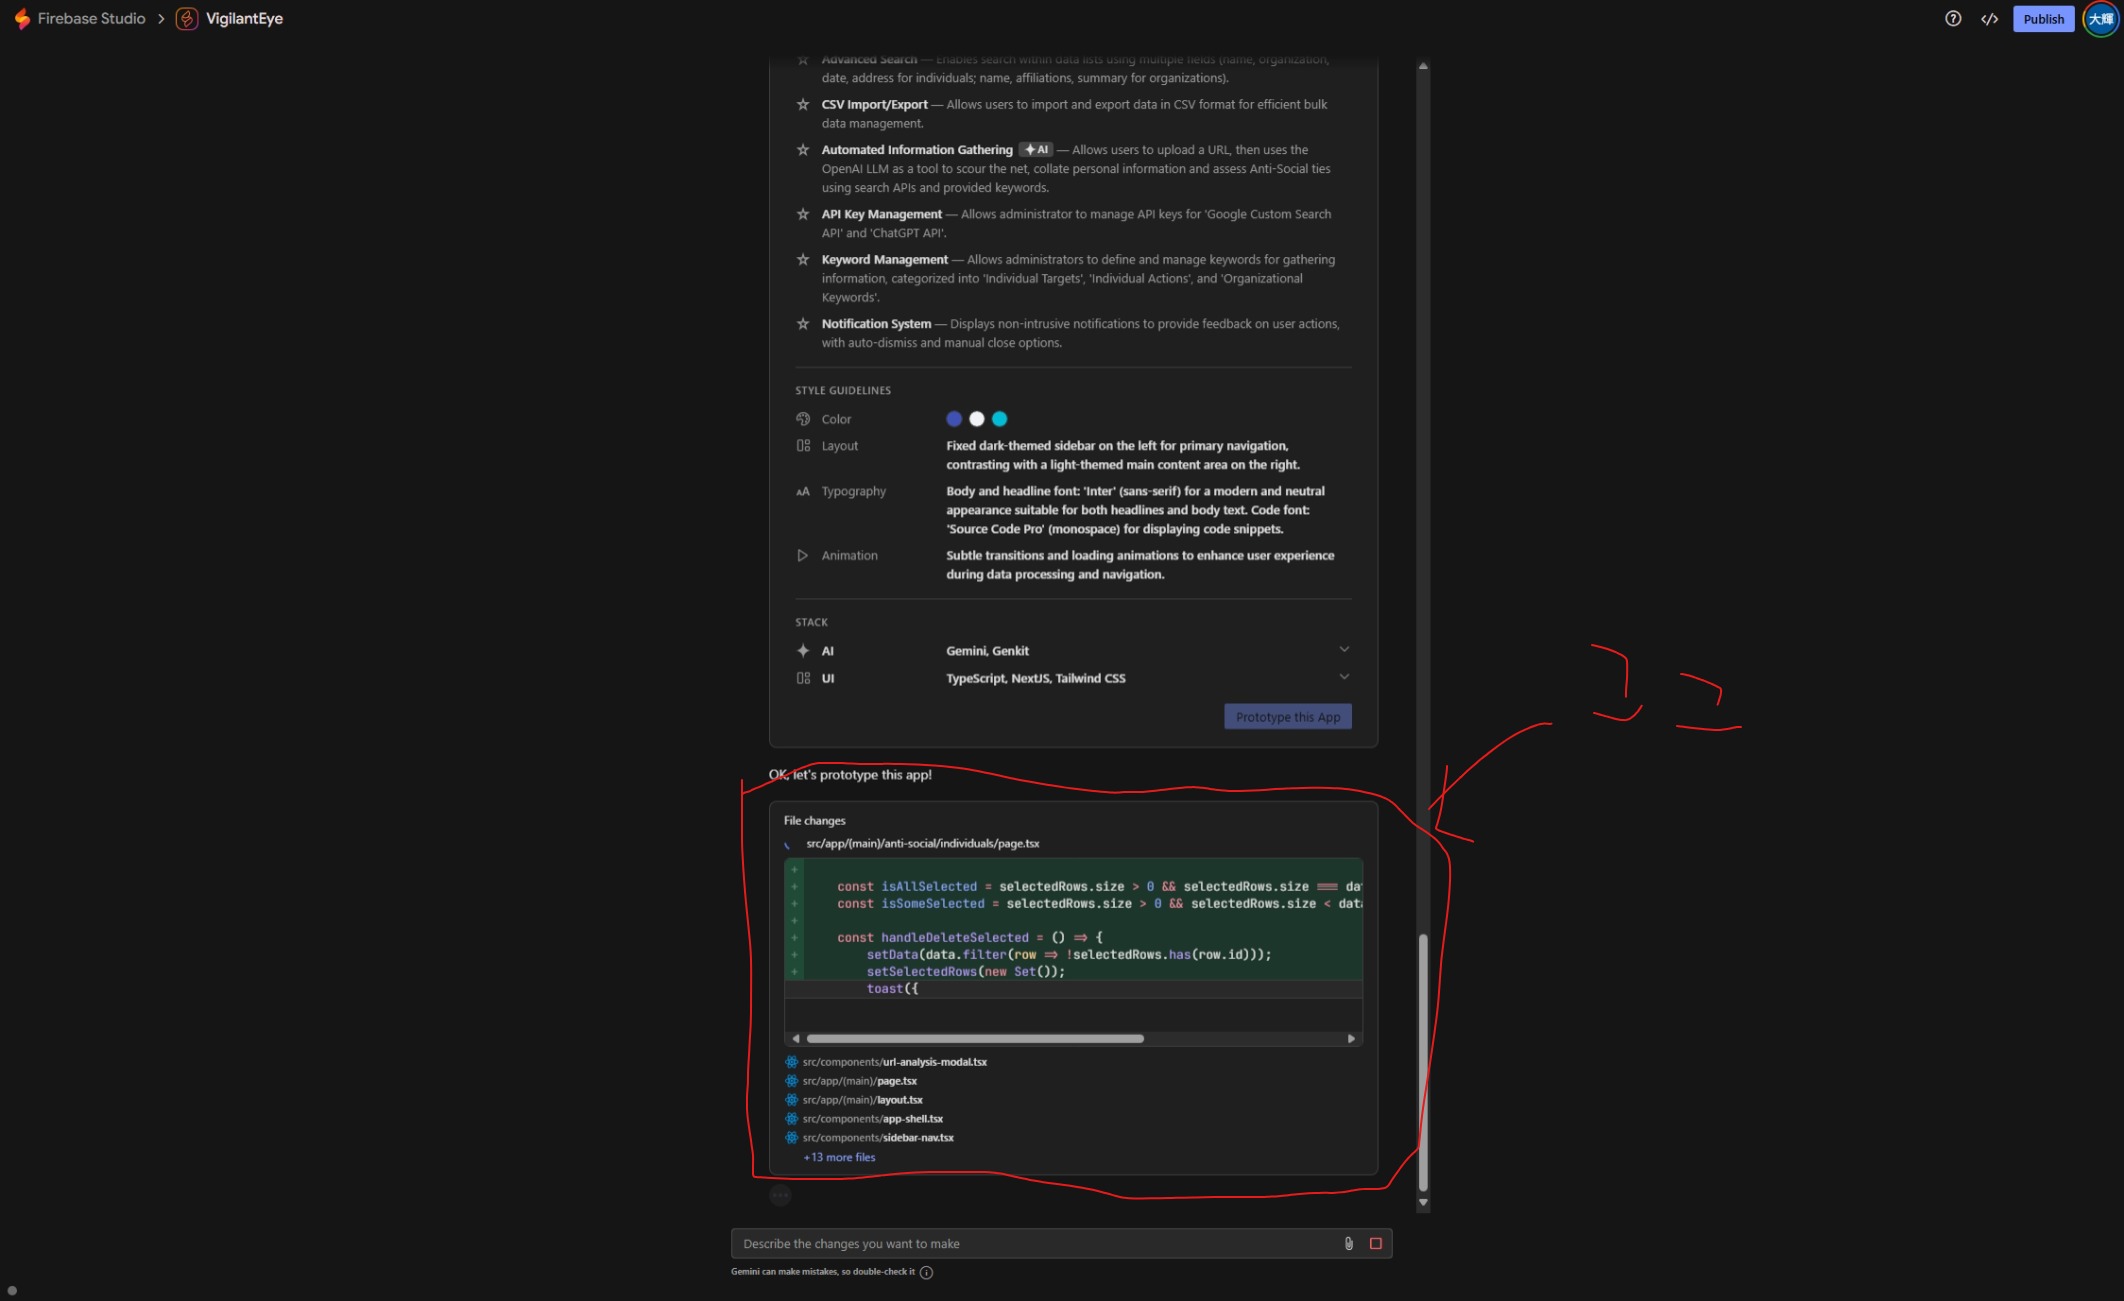 Firebase Studio > VigilantEye
Publish
大輝
Advanced Search — Enables search within data lists using multiple fields (name, organization,
date, address for individuals; name, affiliations, summary for organizations).
CSV Import/Export — Allows users to import and export data in CSV format for efficient bulk
data management.
Automated Information Gathering AI — Allows users to upload a URL, then uses the
OpenAI LLM as a tool to scour the net, collate personal information and assess Anti-Social ties
using search APIs and provided keywords.
API Key Management — Allows administrator to manage API keys for 'Google Custom Search
API' and 'ChatGPT API'.
Keyword Management — Allows administrators to define and manage keywords for gathering
information, categorized into 'Individual Targets', 'Individual Actions', and 'Organizational
Keywords'.
Notification System — Displays non-intrusive notifications to provide feedback on user actions,
with auto-dismiss and manual close options.
STYLE GUIDELINES
Color
Layout
Fixed dark-themed sidebar on the left for primary navigation,
contrasting with a light-themed main content area on the right.
Typography
Body and headline font: 'Inter' (sans-serif) for a modern and neutral
appearance suitable for both headlines and body text. Code font:
'Source Code Pro' (monospace) for displaying code snippets.
Animation
Subtle transitions and loading animations to enhance user experience
during data processing and navigation.
STACK
AI Gemini, Genkit
UI TypeScript, NextJS, Tailwind CSS
Prototype this App
ココ
OK, let's prototype this app!
File changes
src/app/(main)/anti-social/individuals/page.tsx
+
+ const isAllSelected = selectedRows.size > 0 && selectedRows.size === da
+ const isSomeSelected = selectedRows.size > 0 && selectedRows.size < data
+
+ const handleDeleteSelected = () => {
+ setData(data.filter(row => !selectedRows.has(row.id)));
+ setSelectedRows(new Set());
toast({
src/components/url-analysis-modal.tsx
src/app/(main)/page.tsx
src/app/(main)/layout.tsx
src/components/app-shell.tsx
src/components/sidebar-nav.tsx
+13 more files
Describe the changes you want to make
Gemini can make mistakes, so double-check it